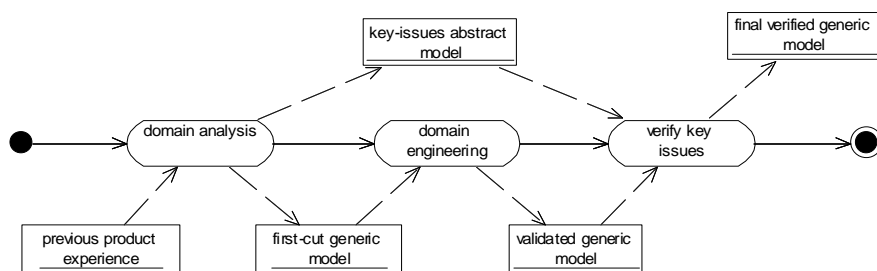 key-issues abstract
model
final verified generic
model
domain analysis
domain
engineering
verify key
issues
previous product
experience
first-cut generic
model
validated generic
model